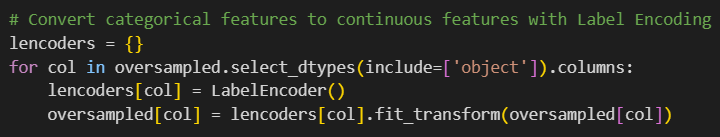 # Convert categorical features to continuous features with Label Encoding
lencoders = {}
for col in oversampled.select_dtypes(include=['object']).columns:
    lencoders[col] = LabelEncoder()
    oversampled[col] = lencoders[col].fit_transform(oversampled[col])